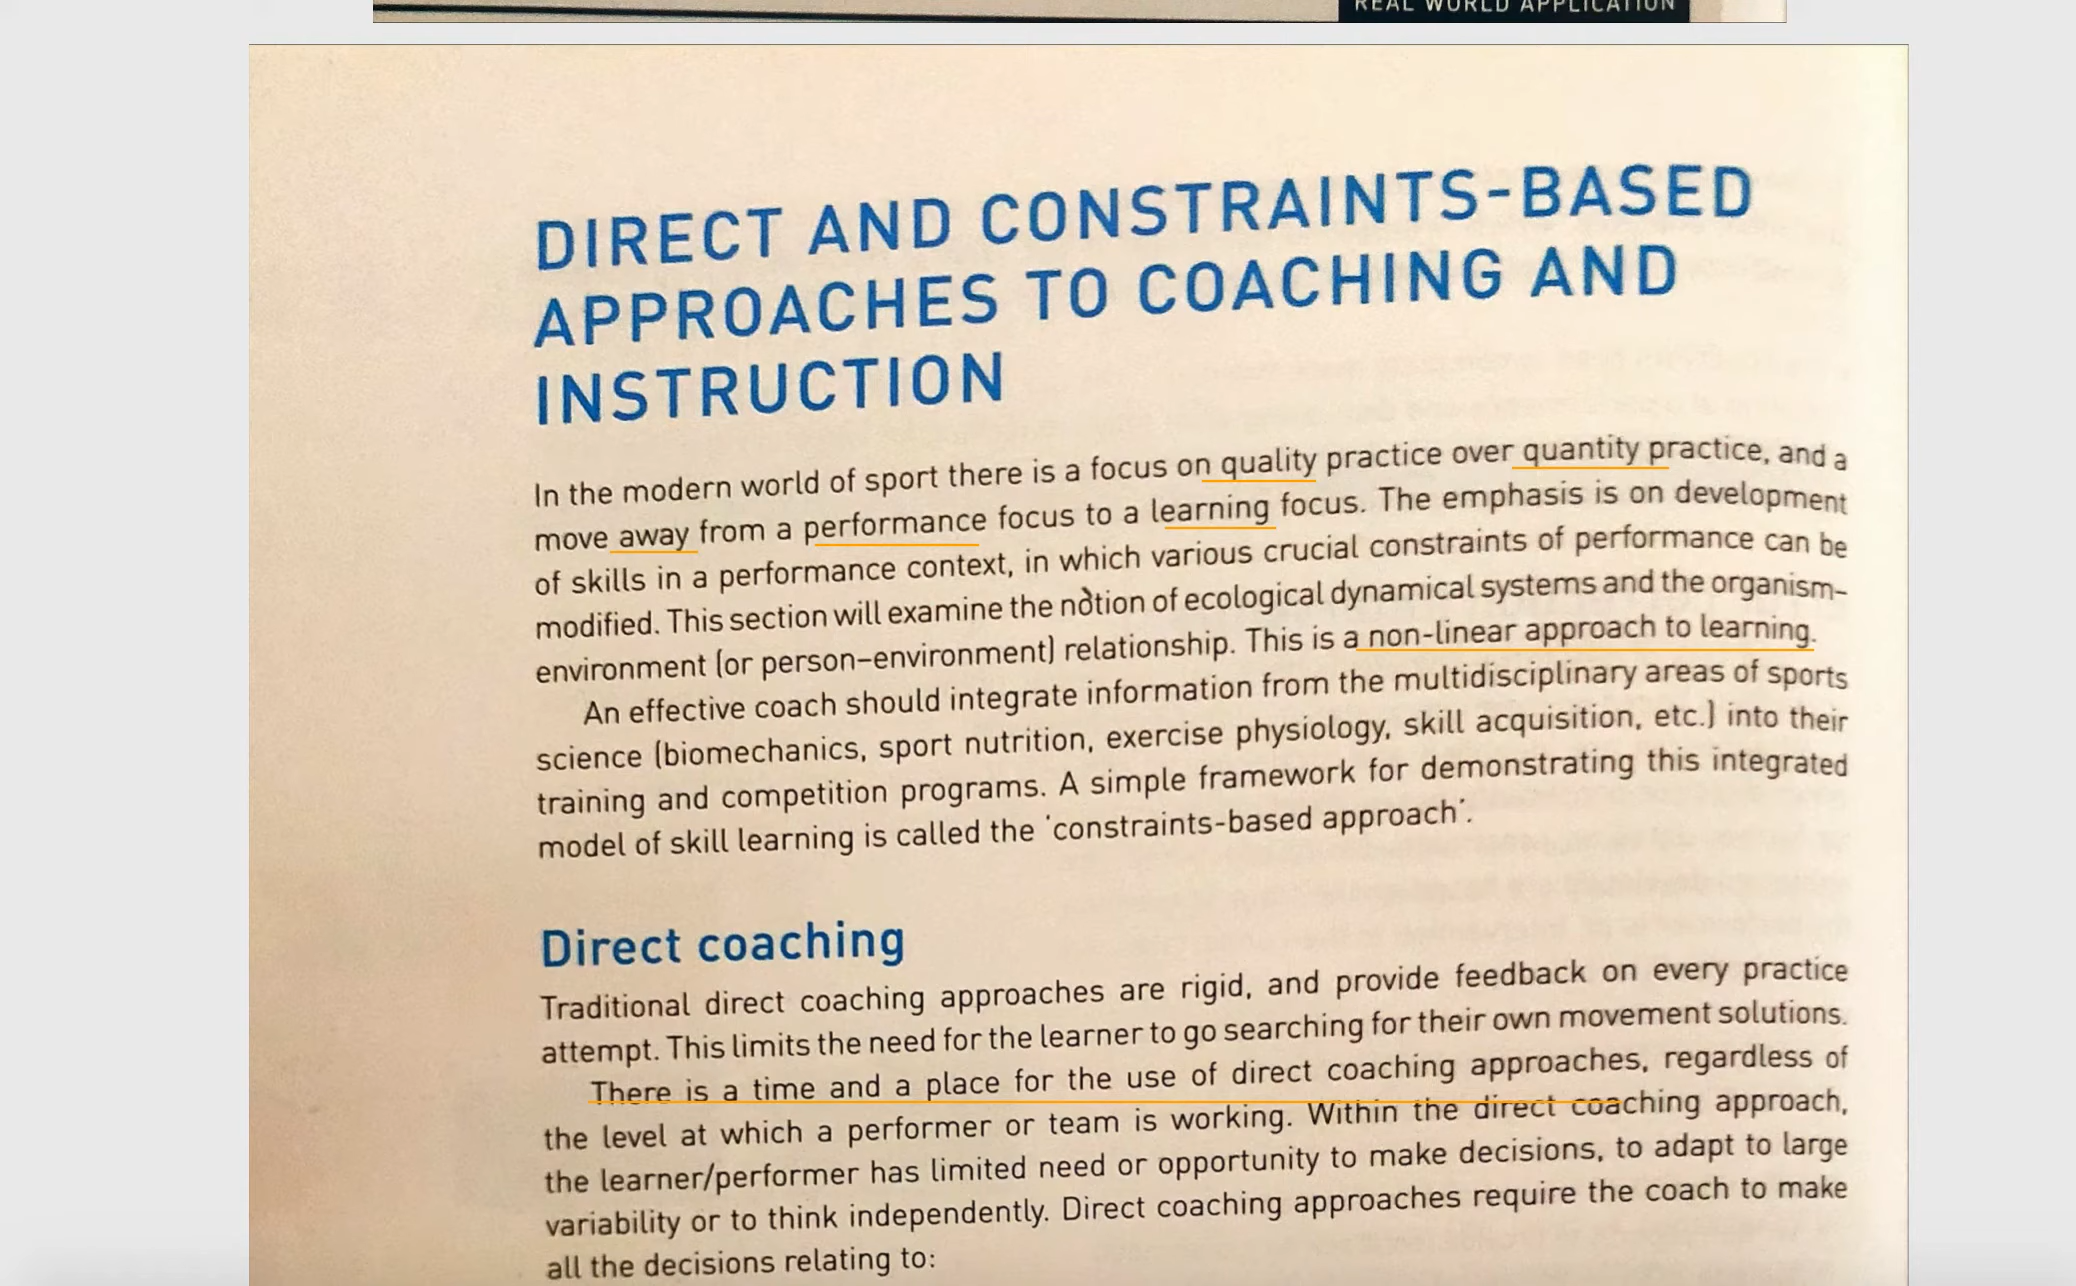 REAL WORLD APPLICATION
DIRECT AND CONSTRAINTS-BASED
APPROACHES TO COACHING AND
INSTRUCTION
In the modern world of sport there is a focus on quality practice over quantity practice, and a
move away from a performance focus to a learning focus. The emphasis is on development
of skills in a performance context, in which various crucial constraints of performance can be
modified. This section will examine the notion of ecological dynamical systems and the organism-
environment (or person–environment) relationship. This is a non-linear approach to learning.
An effective coach should integrate information from the multidisciplinary areas of sports
science (biomechanics, sport nutrition, exercise physiology, skill acquisition, etc.) into their
training and competition programs. A simple framework for demonstrating this integrated
model of skill learning is called the 'constraints-based approach'.
Direct coaching
Traditional direct coaching approaches are rigid, and provide feedback on every practice
attempt. This limits the need for the learner to go searching for their own movement solutions.
There is a time and a place for the use of direct coaching approaches, regardless of
the level at which a performer or team is working. Within the direct coaching approach,
the learner/performer has limited need or opportunity to make decisions, to adapt to large
variability or to think independently. Direct coaching approaches require the coach to make
all the decisions relating to: